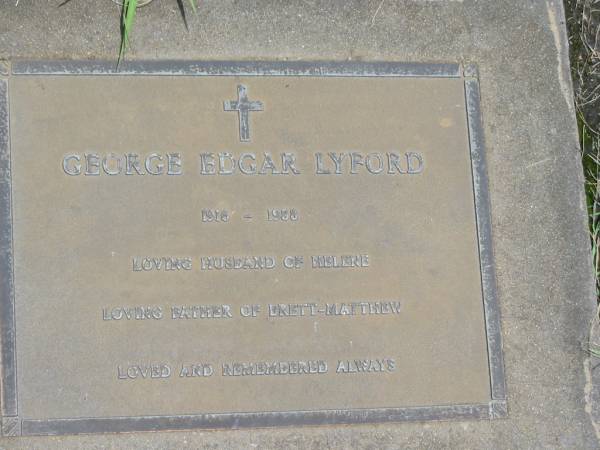 GEORGE EDGAR LYFORD
1916 - 1988
LOVING HUSBAND OF HELENE
LOVING FATHER OF BRETT-MATTHEW
LOVED AND REMEMBERED ALWAYS